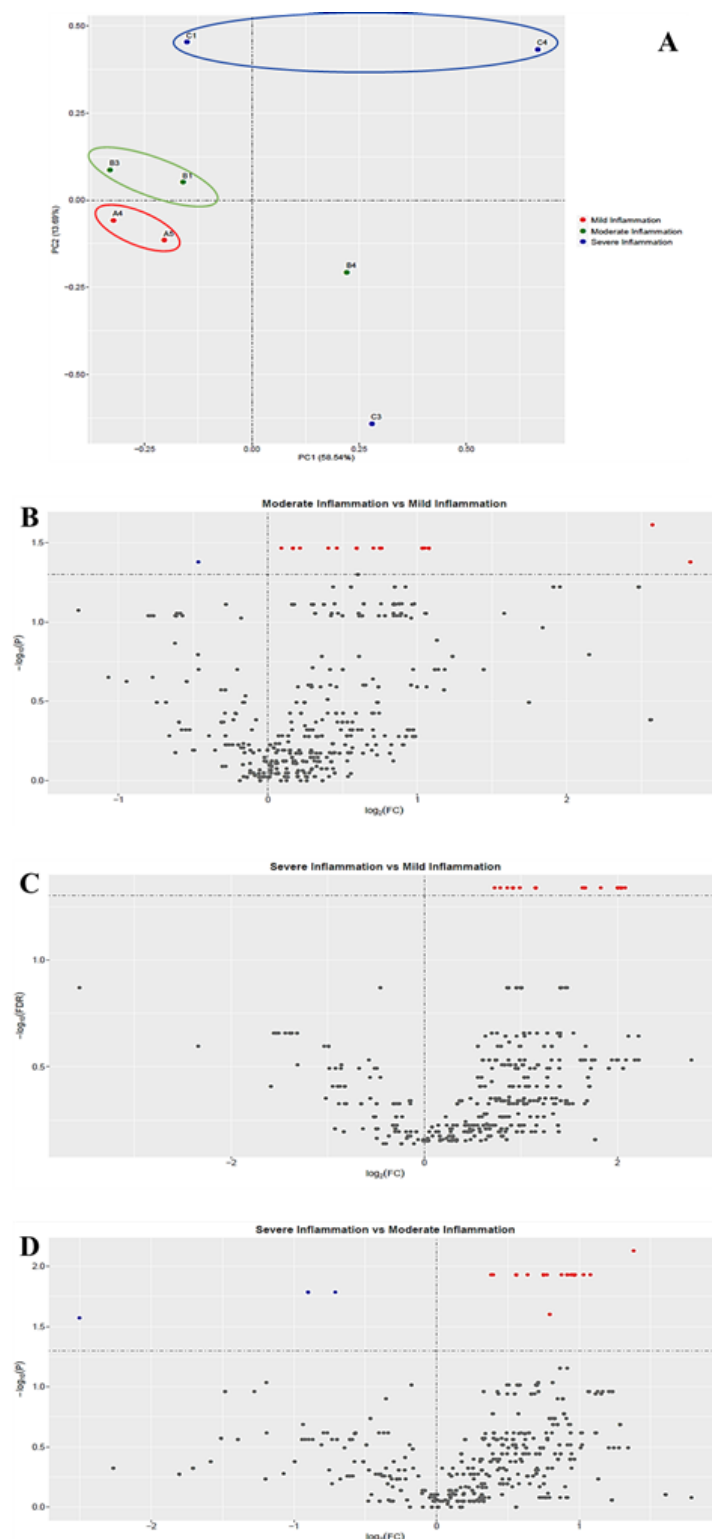 A
0.50
C1
C4
0.25
B3
B1
0.00
A4
A5
PC2 (13.69%)
Mild Inflammation
Moderate Inflammation
Severe Inflammation
B4
−0.25
−0.50
C3
−0.25
0.00
0.25
0.50
PC1 (58.54%)
B
Moderate Inflammation vs Mild Inflammation
1.5
1.0
−log10(P)
0.5
0.0
−1
0
1
2
log2(FC)
C
Severe Inflammation vs Mild Inflammation
1.0
−log10(FDR)
0.5
−2
0
2
log2(FC)
D
Severe Inflammation vs Moderate Inflammation
2.0
1.5
−log10(P)
1.0
0.5
0.0
−2
−1
0
1
log2(FC)